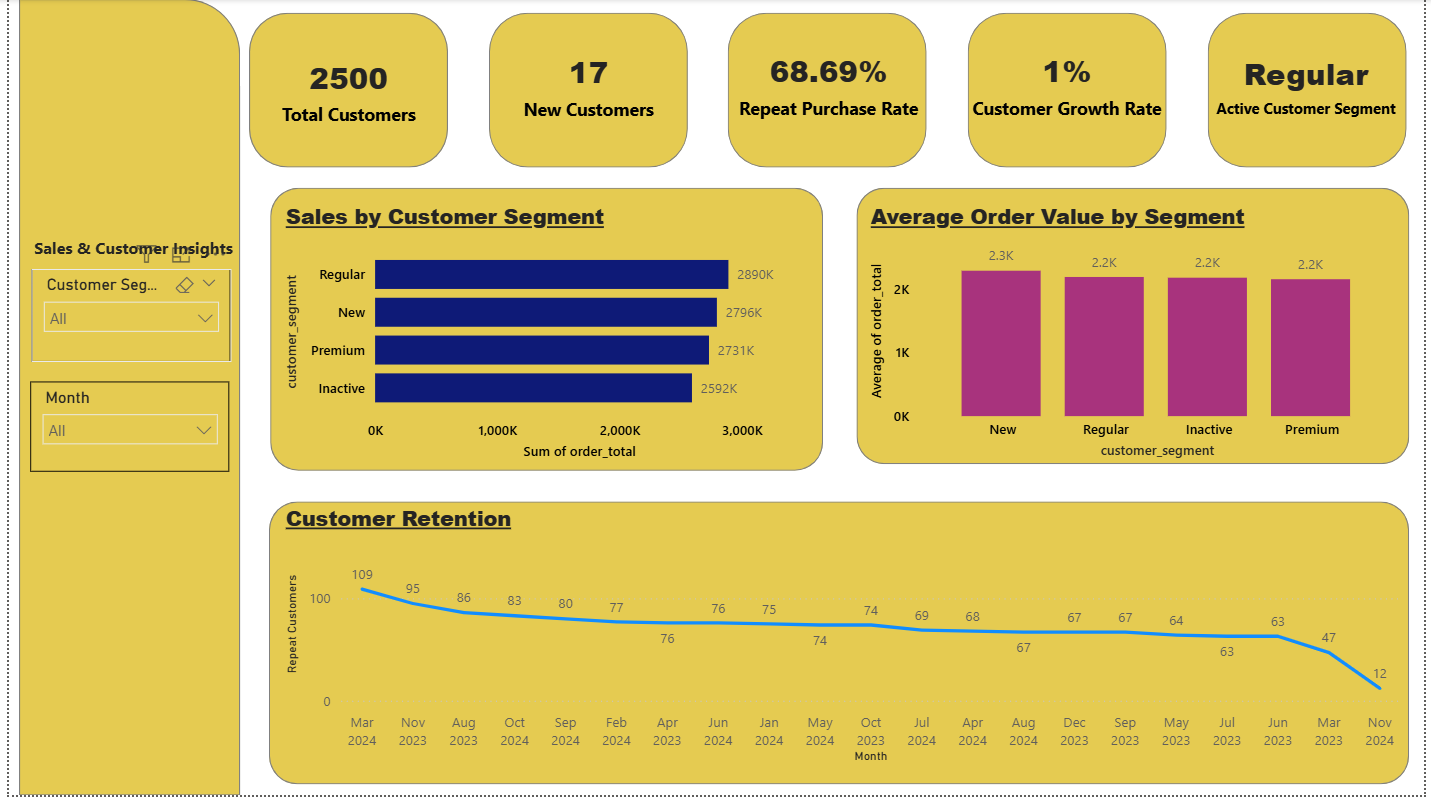 2500
Total Customers
17
New Customers
68.69%
Repeat Purchase Rate
1%
Customer Growth Rate
Regular
Active Customer Segment
Sales & Customer Insights
Customer Seg...
All
Month
All
Sales by Customer Segment
customer_segment
Regular 2890K
New 2796K
Premium 2731K
Inactive 2592K
0K 1,000K 2,000K 3,000K
Sum of order_total
Average Order Value by Segment
Average of order_total
2.3K 2.2K 2.2K 2.2K
2K
1K
0K
New Regular Inactive Premium
customer_segment
Customer Retention
Repeat Customers
100
0
109 95 86 83 80 77 76 76 75 74 74 69 68 67 67 67 64 63 63 47 12
Mar Nov Aug Oct Sep Feb Apr Jun Jan May Oct Jul Apr Aug Dec Sep May Jul Jun Mar Nov
2024 2023 2023 2024 2024 2024 2023 2024 2024 2024 2023 2024 2024 2024 2023 2023 2023 2023 2023 2023 2024
Month